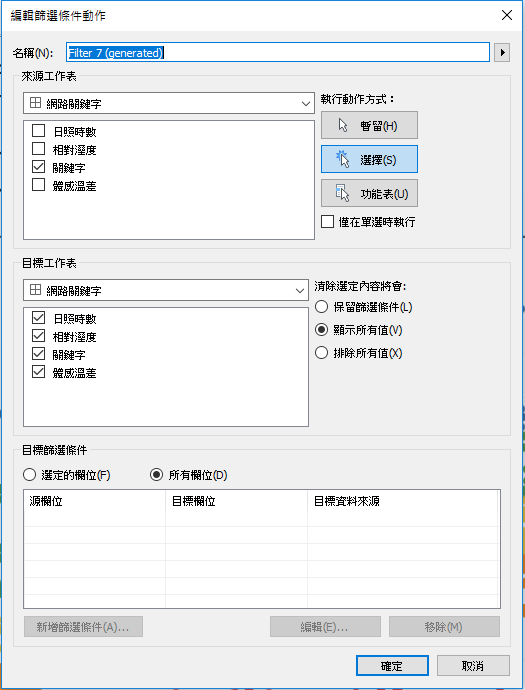 編輯篩選條件動作
名稱(N): Filter 7 (generated)
來源工作表
網路關鍵字
日照時數
相對溼度
關鍵字
體感溫差
執行動作方式：
暫留(H)
選擇(S)
功能表(U)
僅在單選時執行
目標工作表
網路關鍵字
日照時數
相對溼度
關鍵字
體感溫差
清除選定內容將會:
保留篩選條件(L)
顯示所有值(V)
排除所有值(X)
目標篩選條件
選定的欄位(F) 所有欄位(D)
源欄位 目標欄位 目標資料來源
新增篩選條件(A)... 編輯(E)... 移除(M)
確定 取消